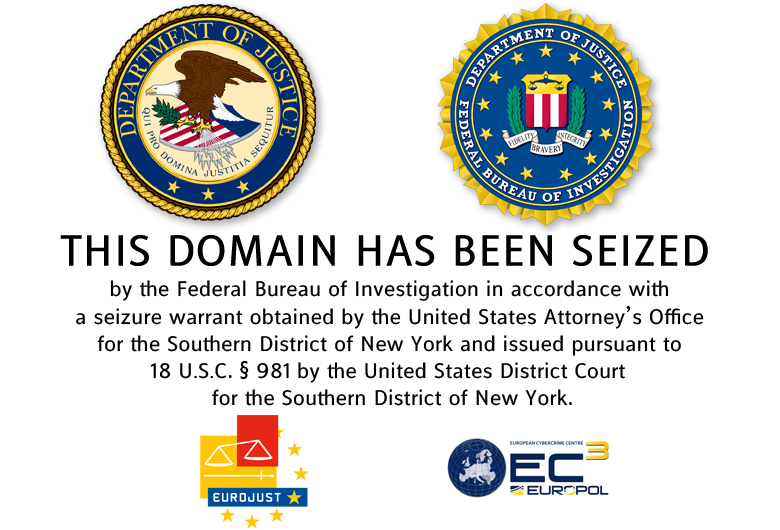 DEPARTMENT OF JUSTICE
QUI PRO DOMINA JUSTITIA SEQUITUR
DEPARTMENT OF JUSTICE
FIDELITY
BRAVERY
INTEGRITY
FEDERAL BUREAU OF INVESTIGATION
THIS DOMAIN HAS BEEN SEIZED
by the Federal Bureau of Investigation in accordance with
a seizure warrant obtained by the United States Attorney's Office
for the Southern District of New York and issued pursuant to
18 U.S.C. § 981 by the United States District Court
for the Southern District of New York.
EUROJUST
EUROPEAN CYBERCRIME CENTRE
EC3
EUROPOL